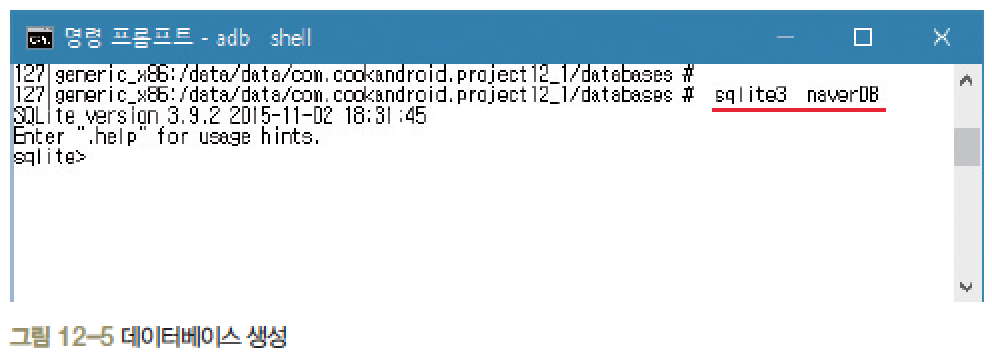 명령 프롬프트 - adb shell
127|generic_x86:/data/data/com.cookandroid.project12_1/databases #
127|generic_x86:/data/data/com.cookandroid.project12_1/databases # sqlite3 naverDB
SQLite version 3.9.2 2015-11-02 18:31:45
Enter ".help" for usage hints.
sqlite>
그림 12-5 데이터베이스 생성